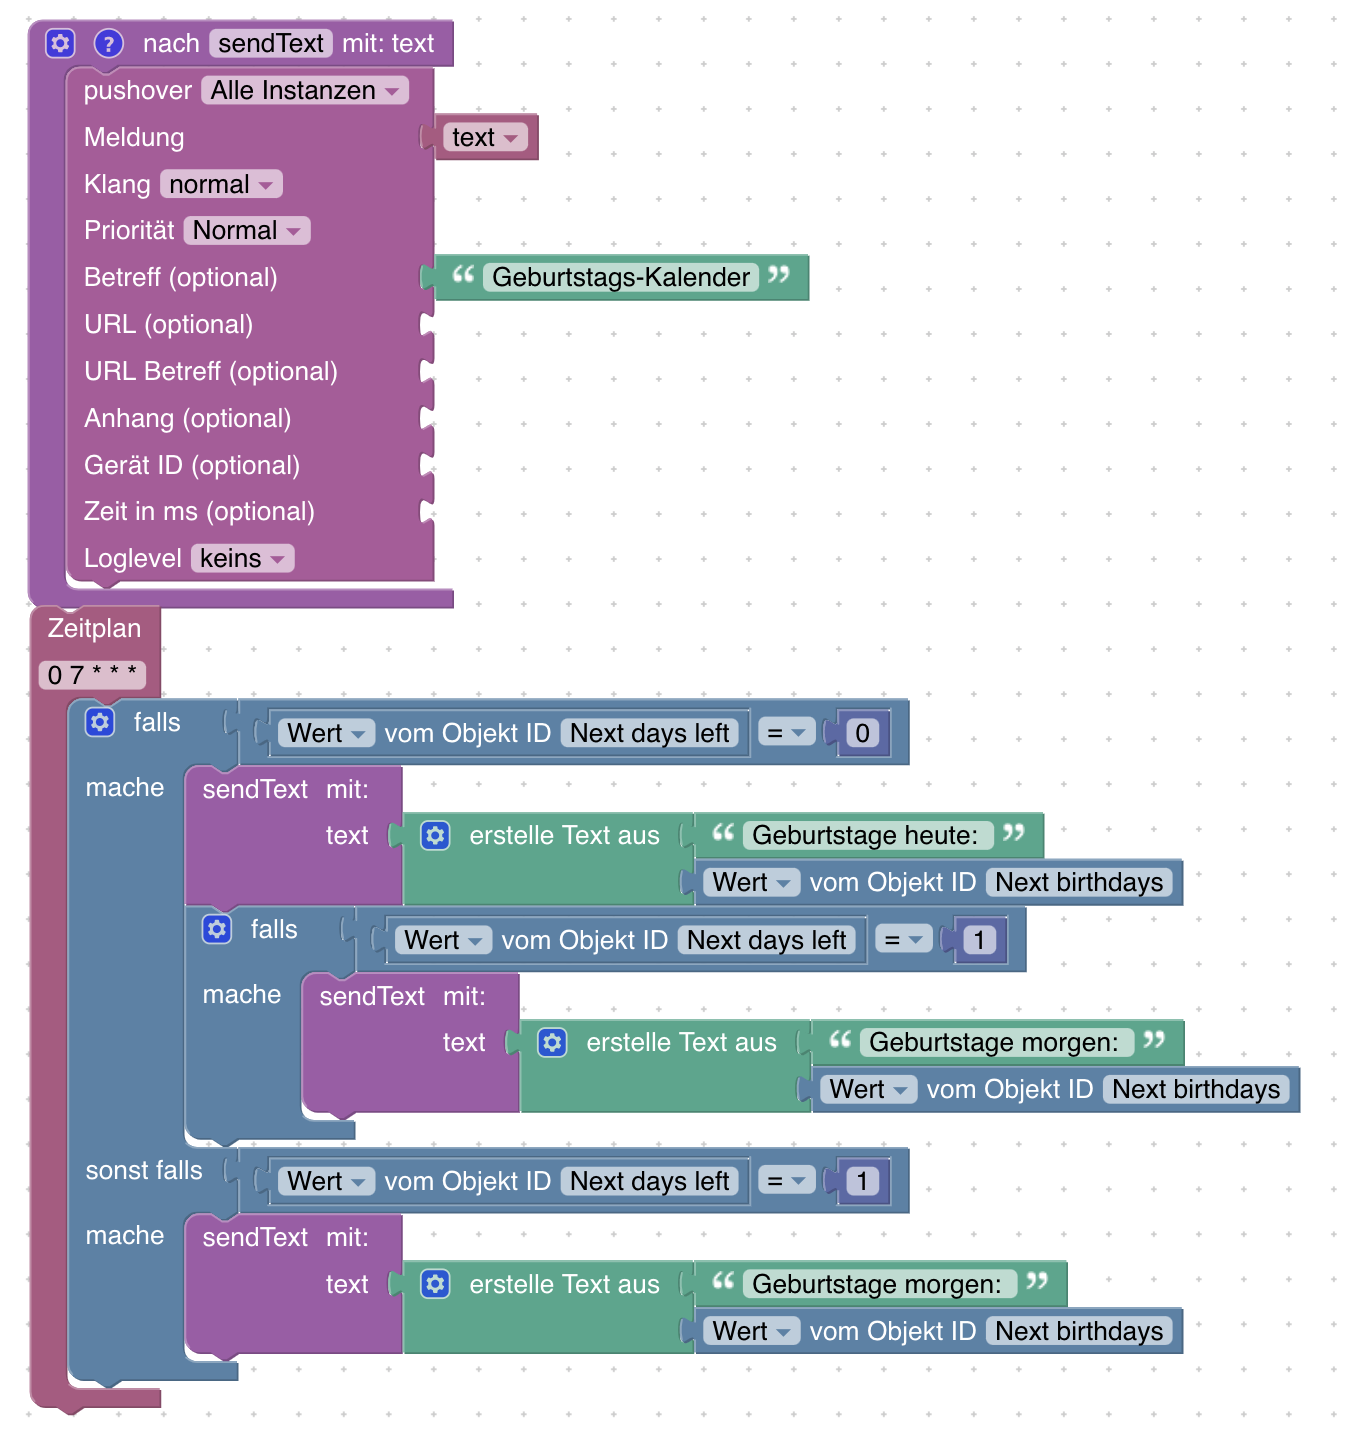 ? nach sendText mit: text
pushover Alle Instanzen
Meldung text
Klang normal
Priorität Normal
Betreff (optional) “ Geburtstags-Kalender ”
URL (optional)
URL Betreff (optional)
Anhang (optional)
Gerät ID (optional)
Zeit in ms (optional)
Loglevel keins
Zeitplan
0 7 * * *
falls Wert vom Objekt ID Next days left = 0
mache sendText mit:
text erstelle Text aus “ Geburtstage heute: ”
Wert vom Objekt ID Next birthdays
falls Wert vom Objekt ID Next days left = 1
mache sendText mit:
text erstelle Text aus “ Geburtstage morgen: ”
Wert vom Objekt ID Next birthdays
sonst falls Wert vom Objekt ID Next days left = 1
mache sendText mit:
text erstelle Text aus “ Geburtstage morgen: ”
Wert vom Objekt ID Next birthdays